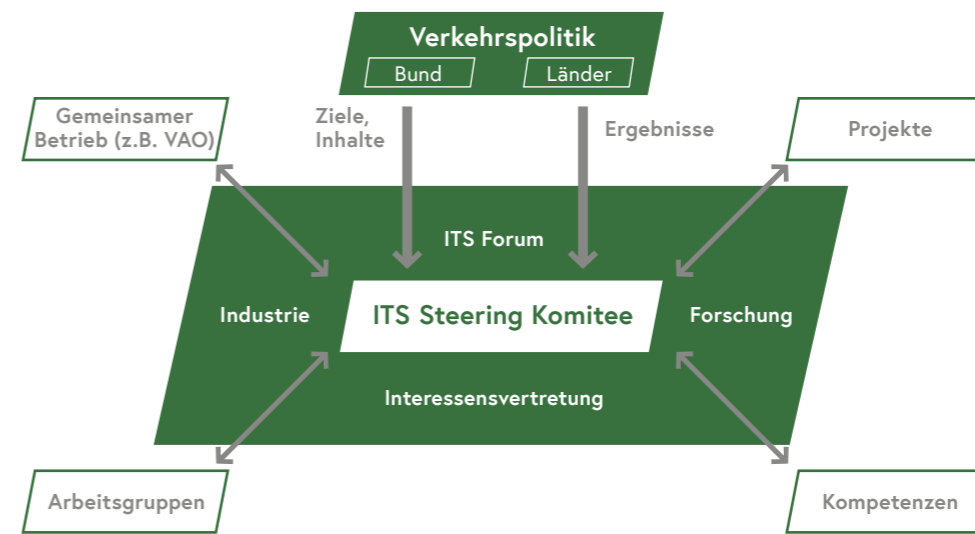 Verkehrspolitik
Bund
Länder
Gemeinsamer
Betrieb (z.B. VAO)
Ziele,
Inhalte
Ergebnisse
Projekte
ITS Forum
Industrie
ITS Steering Komitee
Forschung
Interessensvertretung
Arbeitsgruppen
Kompetenzen